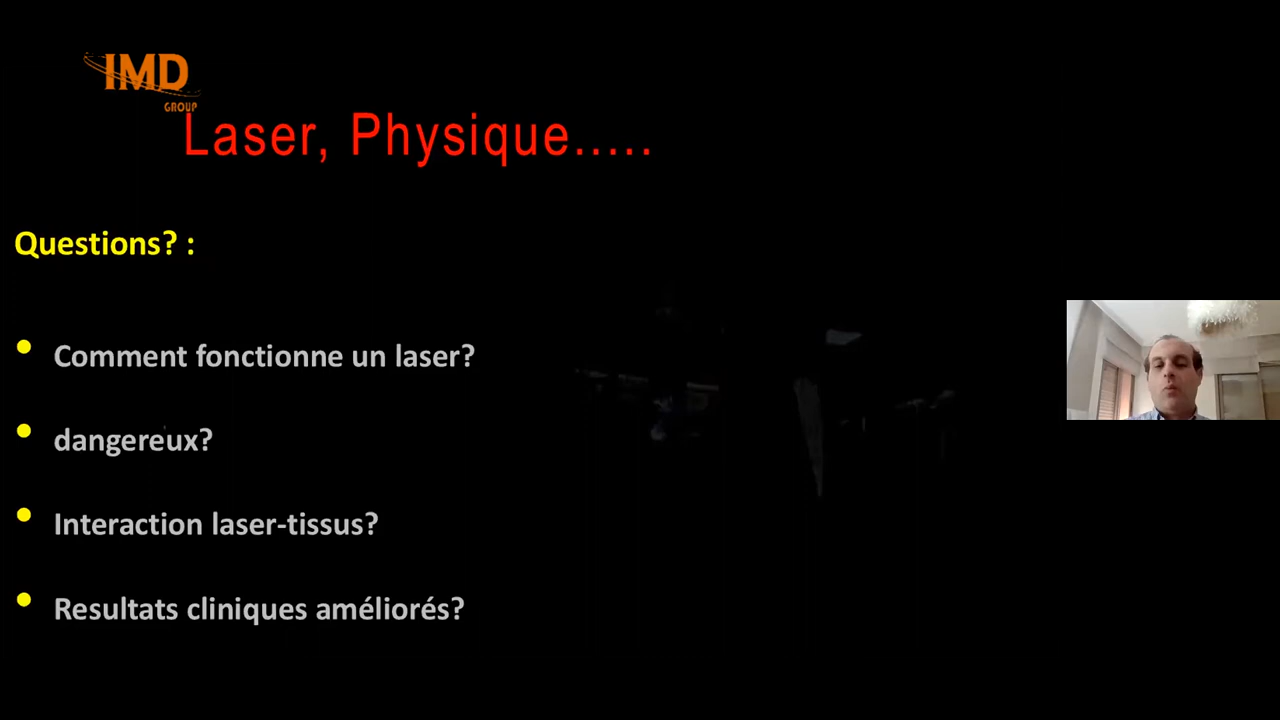 IMD
GROUP
Laser, Physique.....
Questions? :
• Comment fonctionne un laser?
• dangereux?
• Interaction laser-tissus?
• Resultats cliniques améliorés?